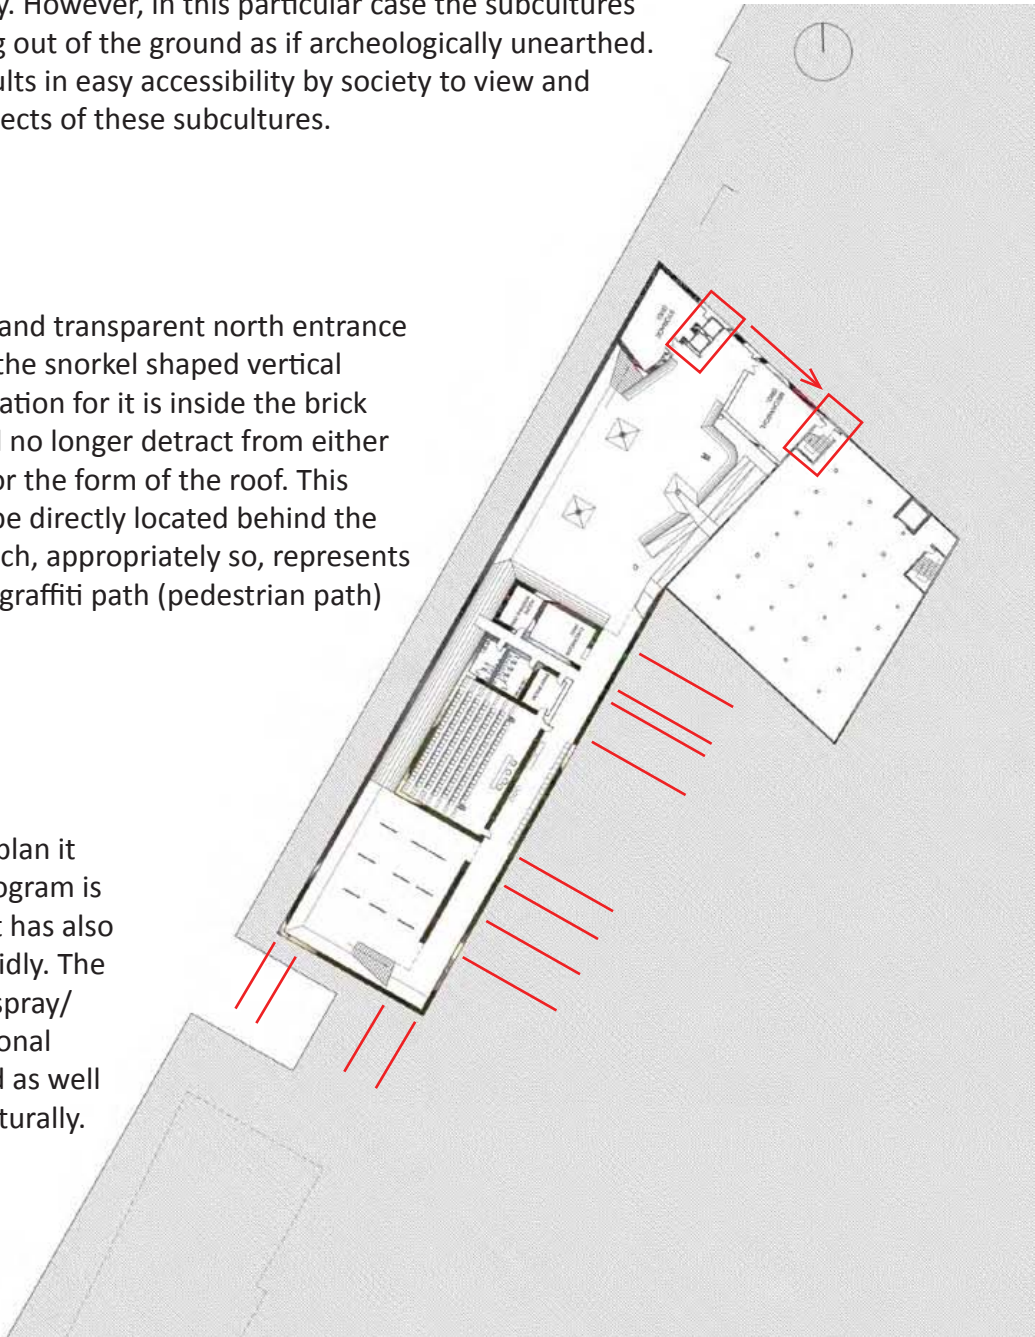 y. However, in this particular case the subcultures
g out of the ground as if archeologically unearthed.
ults in easy accessibility by society to view and
ects of these subcultures.
and transparent north entrance
the snorkel shaped vertical
ation for it is inside the brick
l no longer detract from either
or the form of the roof. This
be directly located behind the
ch, appropriately so, represents
graffiti path (pedestrian path)
plan it
ogram is
t has also
idly. The
spray/
onal
d as well
turally.